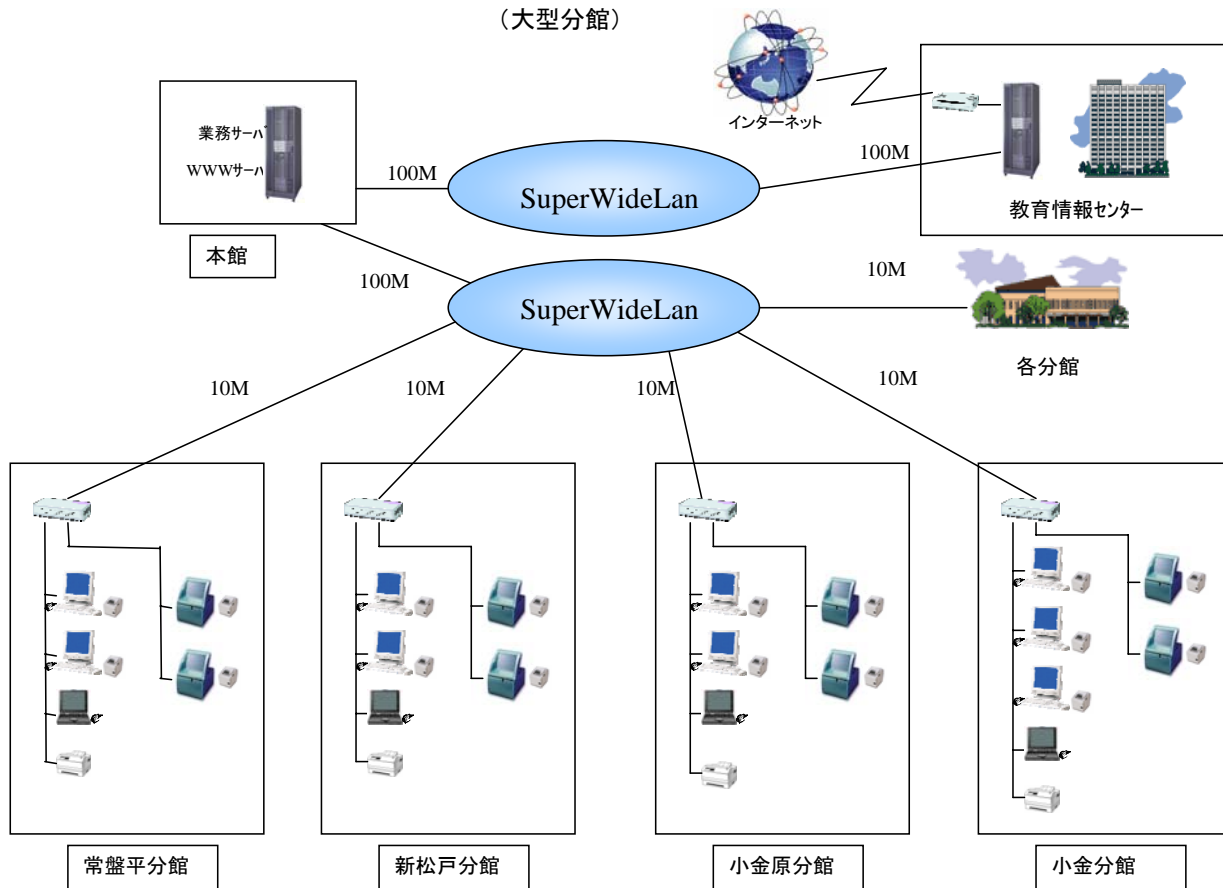 （大型分館）
インターネット
業務サーバ
WWWサーバ
100M
SuperWideLan
100M
教育情報センター
本館
100M
SuperWideLan
10M
各分館
10M
10M
10M
10M
常盤平分館
新松戸分館
小金原分館
小金分館